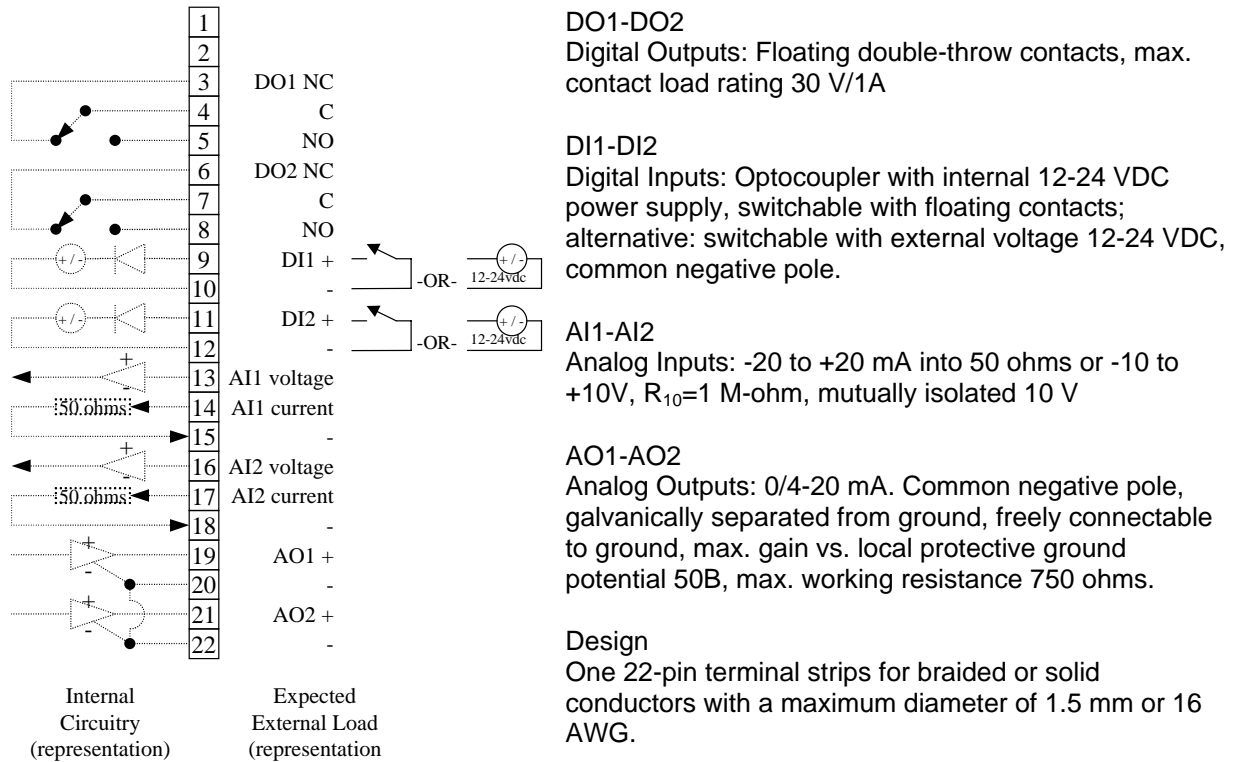 1
2
3 DO1 NC
4 C
5 NO
6 DO2 NC
7 C
8 NO
+ / - 9 DI1 + -OR- + / - 12-24vdc
10 -
+ / - 11 DI2 + -OR- + / - 12-24vdc
12 -
+ - 13 AI1 voltage
50 ohms 14 AI1 current
15 -
+ - 16 AI2 voltage
50 ohms 17 AI2 current
18 -
+ - 19 AO1 +
20 -
+ - 21 AO2 +
22 -
Internal
Circuitry
(representation)
Expected
External Load
(representation
DO1-DO2
Digital Outputs: Floating double-throw contacts, max.
contact load rating 30 V/1A
DI1-DI2
Digital Inputs: Optocoupler with internal 12-24 VDC
power supply, switchable with floating contacts;
alternative: switchable with external voltage 12-24 VDC,
common negative pole.
AI1-AI2
Analog Inputs: -20 to +20 mA into 50 ohms or -10 to
+10V, R₁₀=1 M-ohm, mutually isolated 10 V
AO1-AO2
Analog Outputs: 0/4-20 mA. Common negative pole,
galvanically separated from ground, freely connectable
to ground, max. gain vs. local protective ground
potential 50B, max. working resistance 750 ohms.
Design
One 22-pin terminal strips for braided or solid
conductors with a maximum diameter of 1.5 mm or 16
AWG.